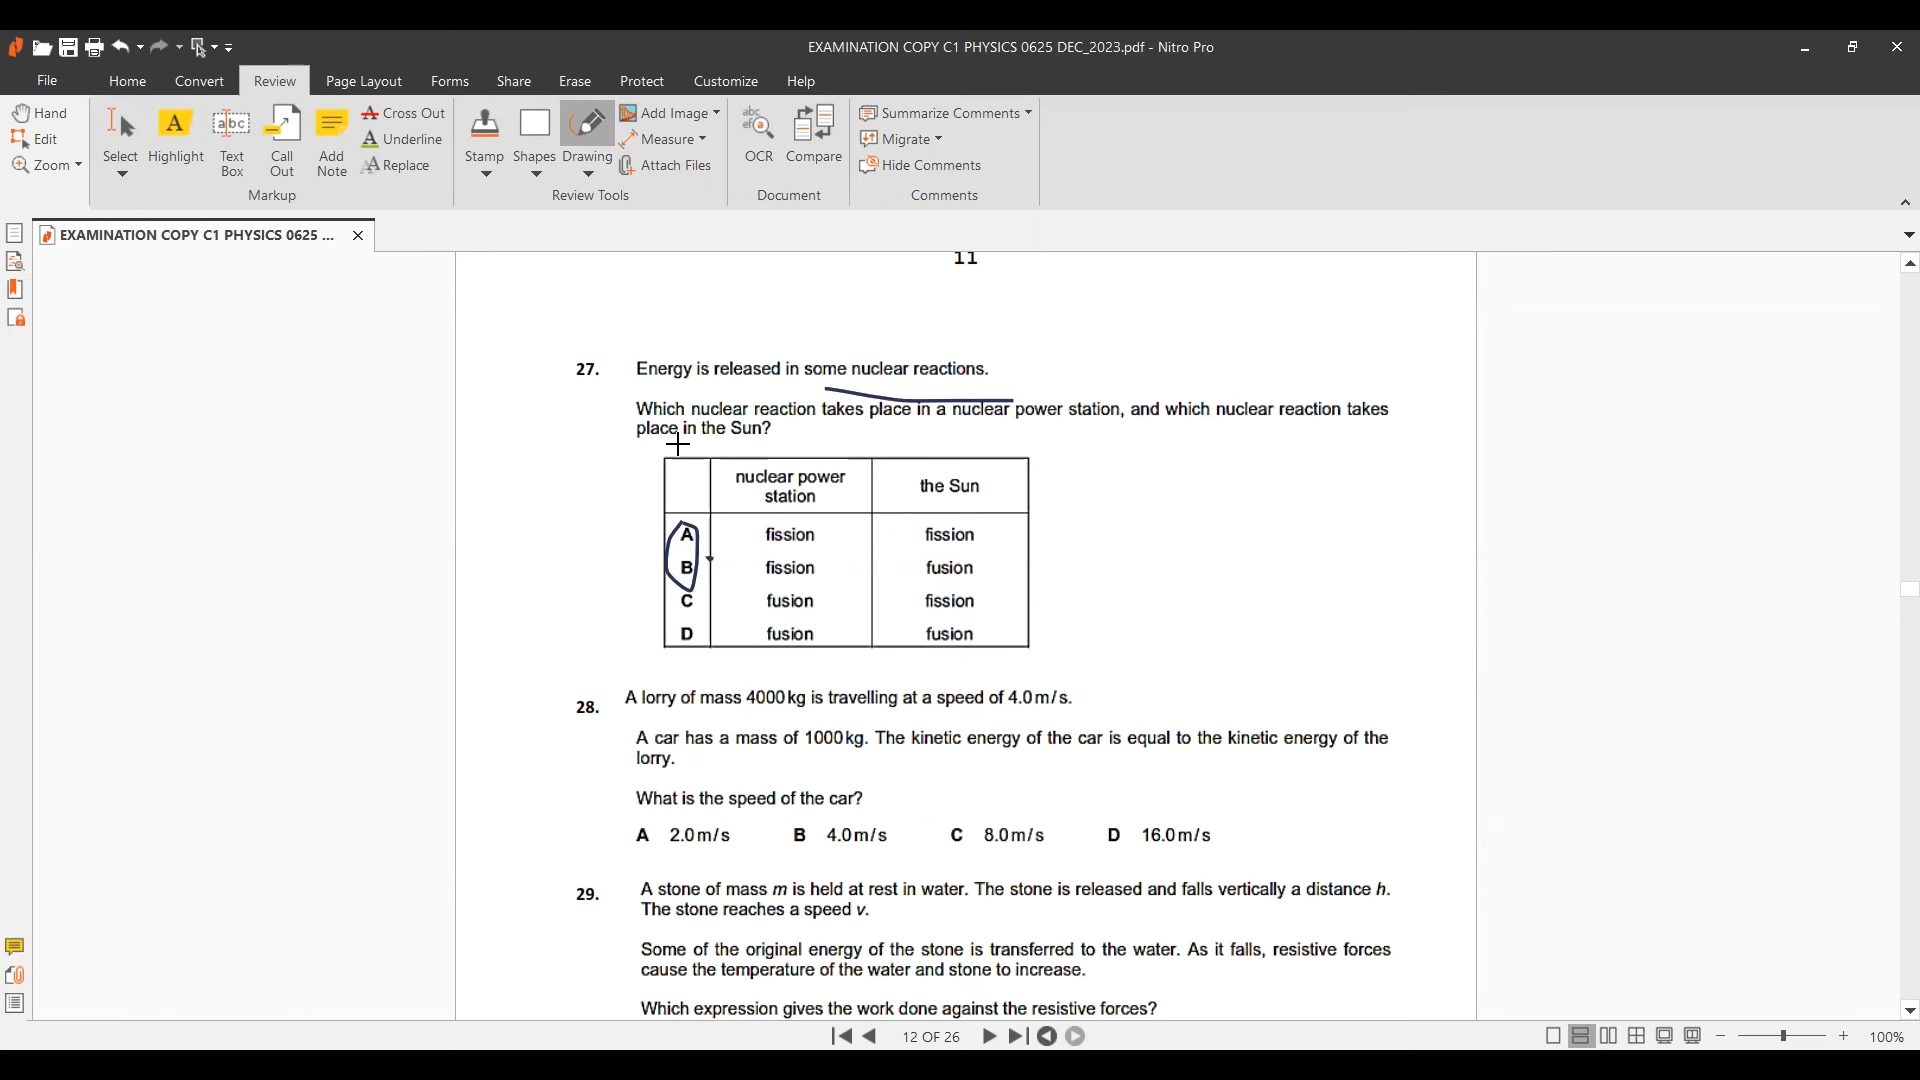 EXAMINATION COPY C1 PHYSICS 0625 DEC_2023.pdf - Nitro Pro
File Home Convert Review Page Layout Forms Share Erase Protect Customize Help
Hand
Edit
Zoom
Select
Highlight
Text Box
Call Out
Add Note
Cross Out
Underline
Replace
Markup
Stamp
Shapes
Drawing
Add Image
Measure
Attach Files
Review Tools
OCR
Compare
Document
Summarize Comments
Migrate
Hide Comments
Comments
EXAMINATION COPY C1 PHYSICS 0625 ...
11
27. Energy is released in some nuclear reactions.
Which nuclear reaction takes place in a nuclear power station, and which nuclear reaction takes
place in the Sun?
nuclear power
station
the Sun
A fission fission
B fission fusion
C fusion fission
D fusion fusion
28. A lorry of mass 4000 kg is travelling at a speed of 4.0 m/s.
A car has a mass of 1000 kg. The kinetic energy of the car is equal to the kinetic energy of the
lorry.
What is the speed of the car?
A 2.0 m/s B 4.0 m/s C 8.0 m/s D 16.0 m/s
29. A stone of mass m is held at rest in water. The stone is released and falls vertically a distance h.
The stone reaches a speed v.
Some of the original energy of the stone is transferred to the water. As it falls, resistive forces
cause the temperature of the water and stone to increase.
Which expression gives the work done against the resistive forces?
12 OF 26
100%